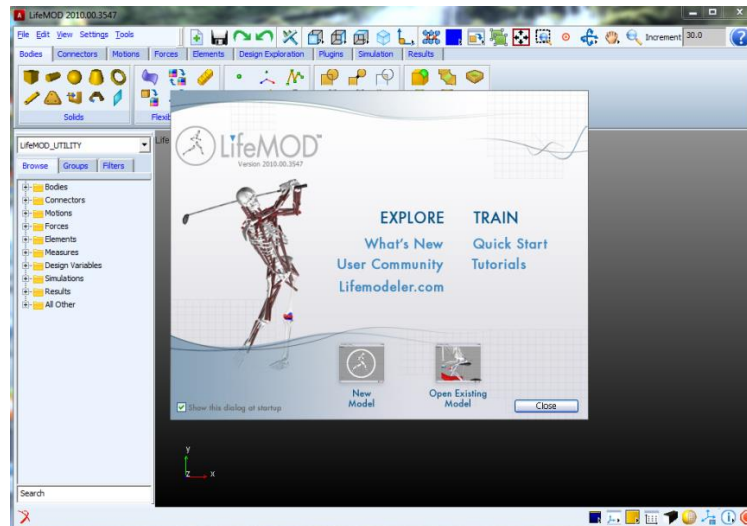 LifeMOD 2010.00.3547
File Edit View Settings Tools
Increment 30.0
Bodies Connectors Motions Forces Elements Design Exploration Plugins Simulation Results
Solids
LifeMOD_UTILITY
Life
Browse Groups Filters
Bodies
Connectors
Motions
Forces
Elements
Measures
Design Variables
Simulations
Results
All Other
Search
LifeMOD™
Version 2010.00.3547
EXPLORE TRAIN
What's New Quick Start
User Community Tutorials
Lifemodeler.com
New
Model
Open Existing
Model
Show this dialog at startup
Close
y
z x